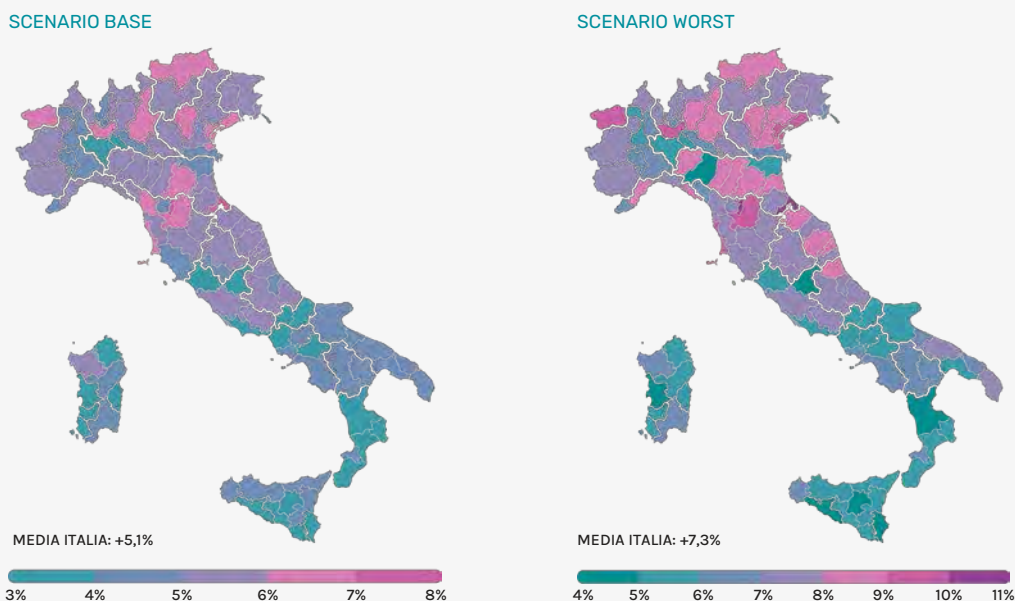 SCENARIO BASE
SCENARIO WORST
MEDIA ITALIA: +5,1%
MEDIA ITALIA: +7,3%
3% 4% 5% 6% 7% 8%
4% 5% 6% 7% 8% 9% 10% 11%